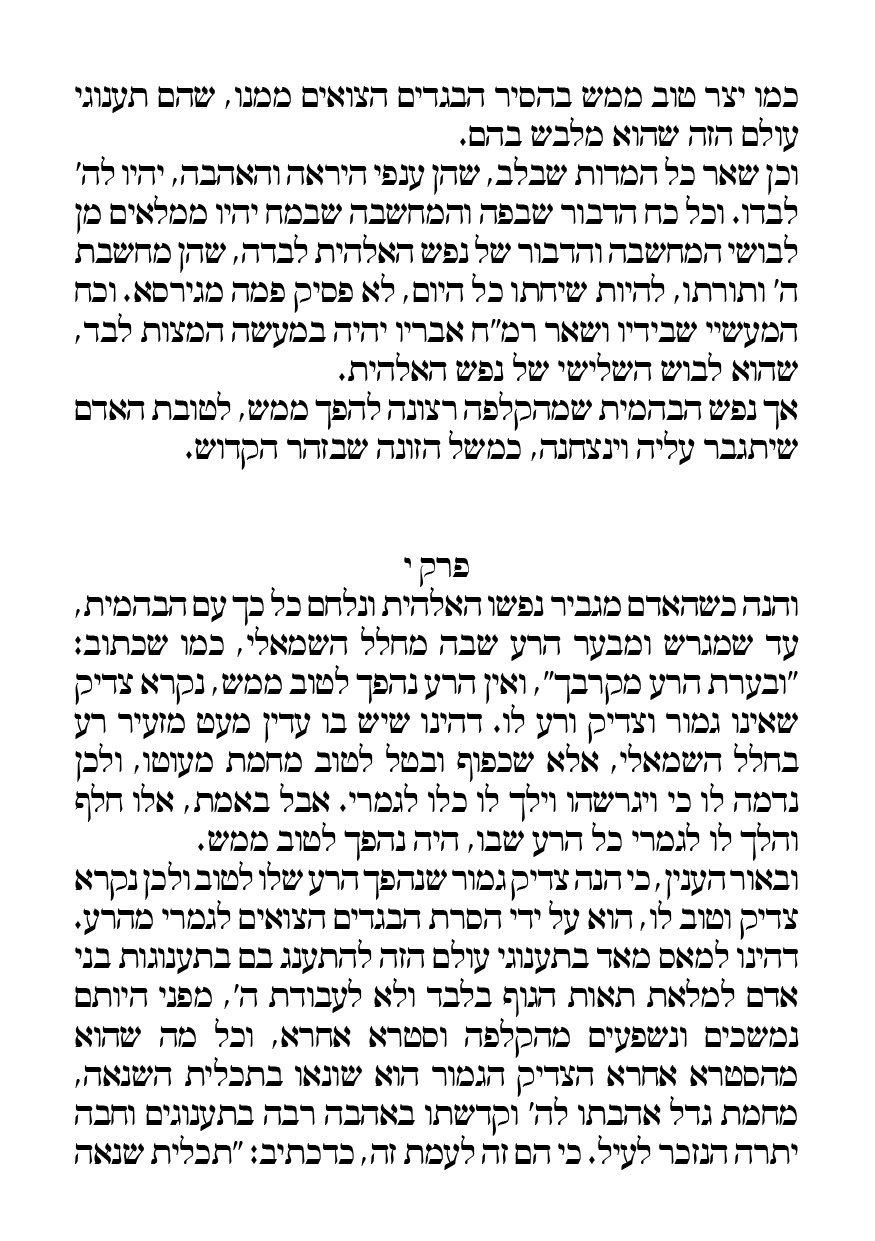 כמו יצר טוב ממש בהסיר הבגדים הצואים ממנו, שהם תענוגי
עולם הזה שהוא מלבש בהם.
וכן שאר כל המדות שבלב, שהן ענפי היראה והאהבה, יהיו לה'
לבדו. וכל כח הדבור שבפה והמחשבה שבמח יהיו ממלאים מן
לבושי המחשבה והדבור של נפש האלהית לבדה, שהן מחשבת
ה' ותורתו, להיות שיחתו כל היום, לא פסיק פמה מגירסא. וכח
המעשיי שבידיו ושאר רמ"ח אבריו יהיה במעשה המצות לבד,
שהוא לבוש השלישי של נפש האלהית.
אך נפש הבהמית שמהקלפה רצונה להפך ממש, לטובת האדם
שיתגבר עליה וינצחנה, כמשל הזונה שבזהר הקדוש.
פרק י
והנה כשהאדם מגביר נפשו האלהית ונלחם כל כך עם הבהמית,
עד שמגרש ומבער הרע שבה מחלל השמאלי, כמו שכתוב:
"ובערת הרע מקרבך", ואין הרע נהפך לטוב ממש, נקרא צדיק
שאינו גמור וצדיק ורע לו. דהינו שיש בו עדין מעט מזעיר רע
בחלל השמאלי, אלא שכפוף ובטל לטוב מחמת מעוטו, ולכן
נדמה לו כי ויגרשהו וילך לו כלו לגמרי. אבל באמת, אלו חלף
והלך לו לגמרי כל הרע שבו, היה נהפך לטוב ממש.
ובאור הענין, כי הנה צדיק גמור שנהפך הרע שלו לטוב ולכן נקרא
צדיק וטוב לו, הוא על ידי הסרת הבגדים הצואים לגמרי מהרע.
דהינו למאס מאד בתענוגי עולם הזה להתענג בם בתענוגות בני
אדם למלאת תאות הגוף בלבד ולא לעבודת ה', מפני היותם
נמשכים ונשפעים מהקלפה וסטרא אחרא, וכל מה שהוא
מהסטרא אחרא הצדיק הגמור הוא שונאו בתכלית השנאה,
מחמת גדל אהבתו לה' וקדשתו באהבה רבה בתענוגים וחבה
יתרה הנזכר לעיל. כי הם זה לעמת זה, כדכתיב: "תכלית שנאה